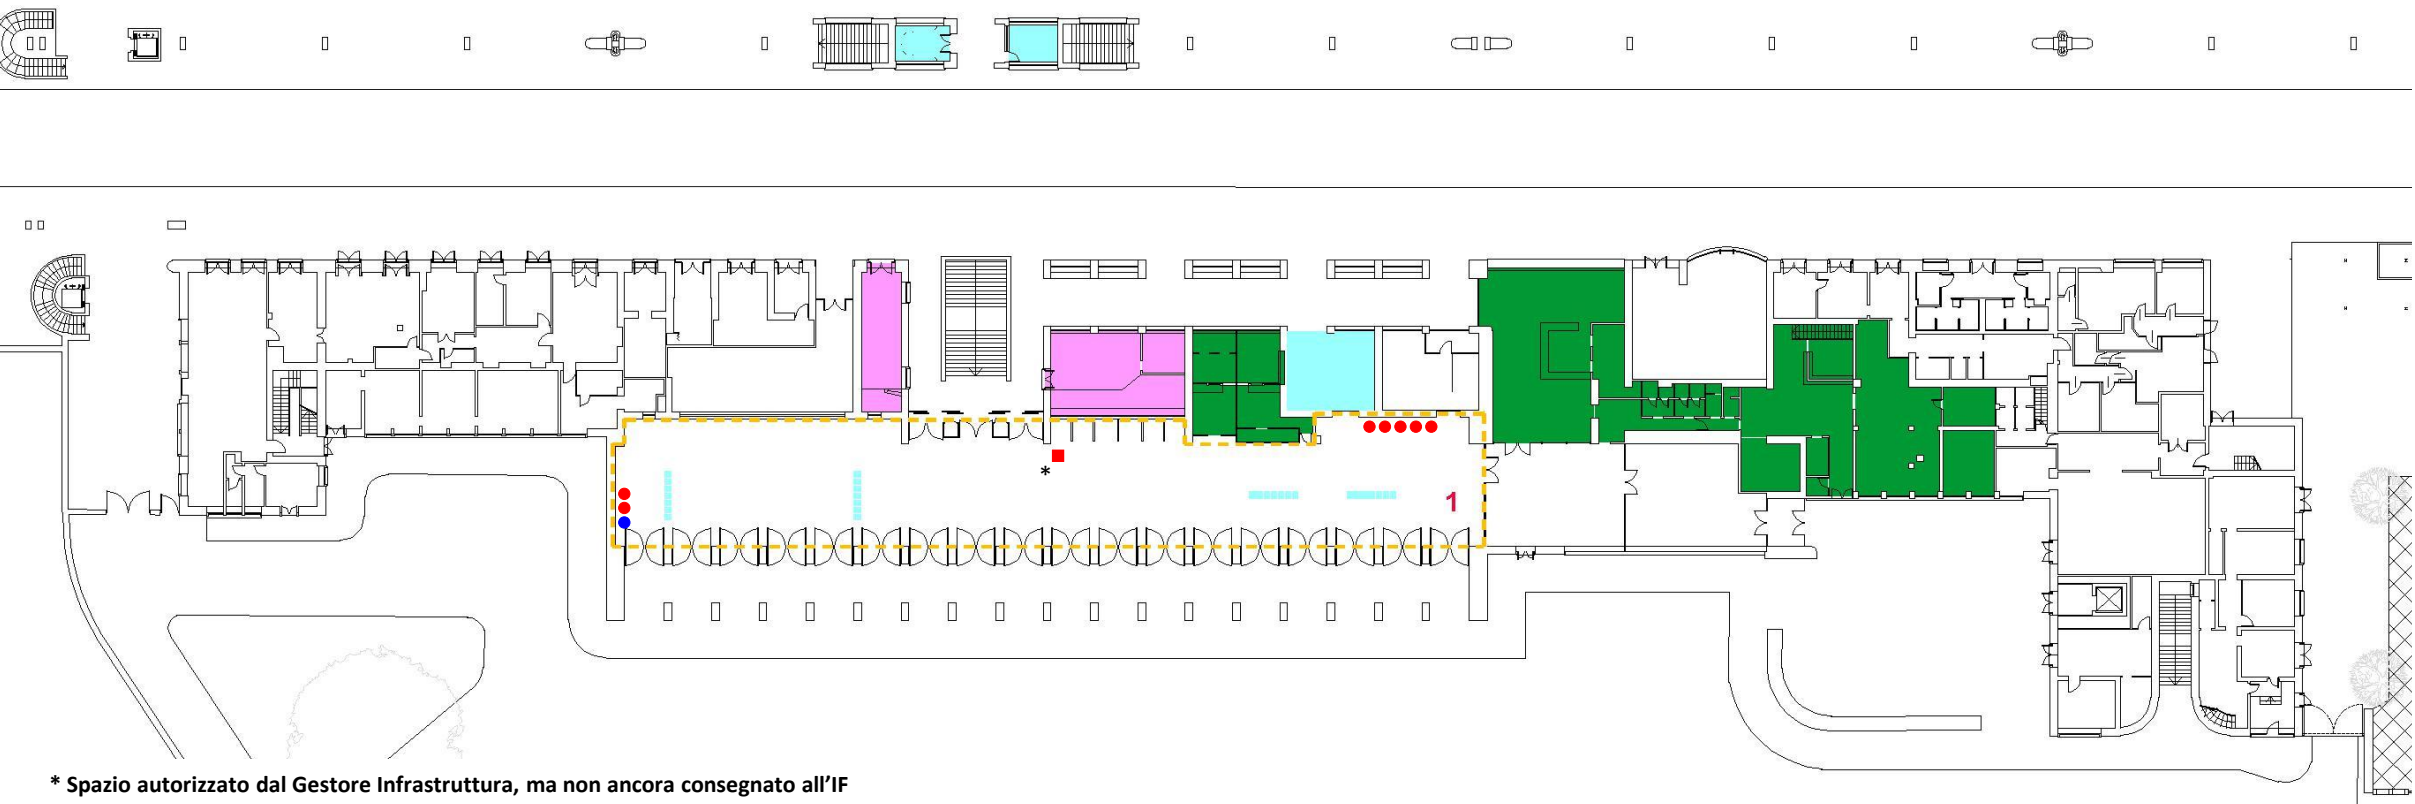 *
1
* Spazio autorizzato dal Gestore Infrastruttura, ma non ancora consegnato all’IF